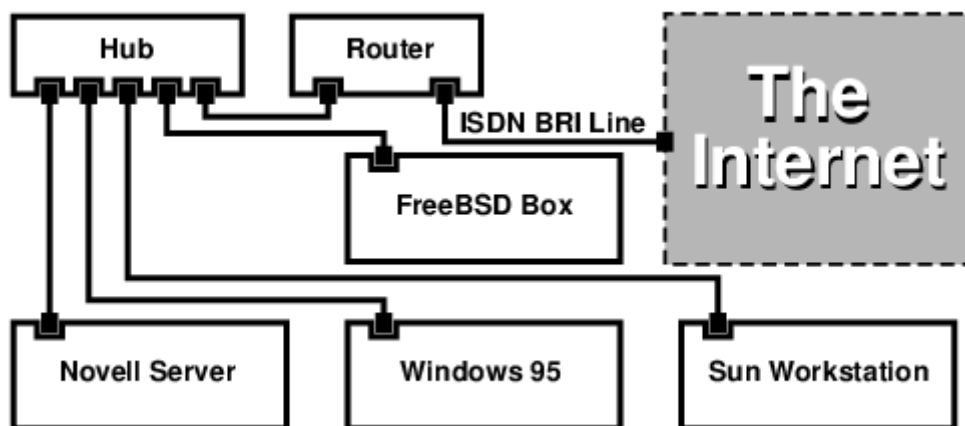 Hub
Router
The
Internet
ISDN BRI Line
FreeBSD Box
Novell Server
Windows 95
Sun Workstation